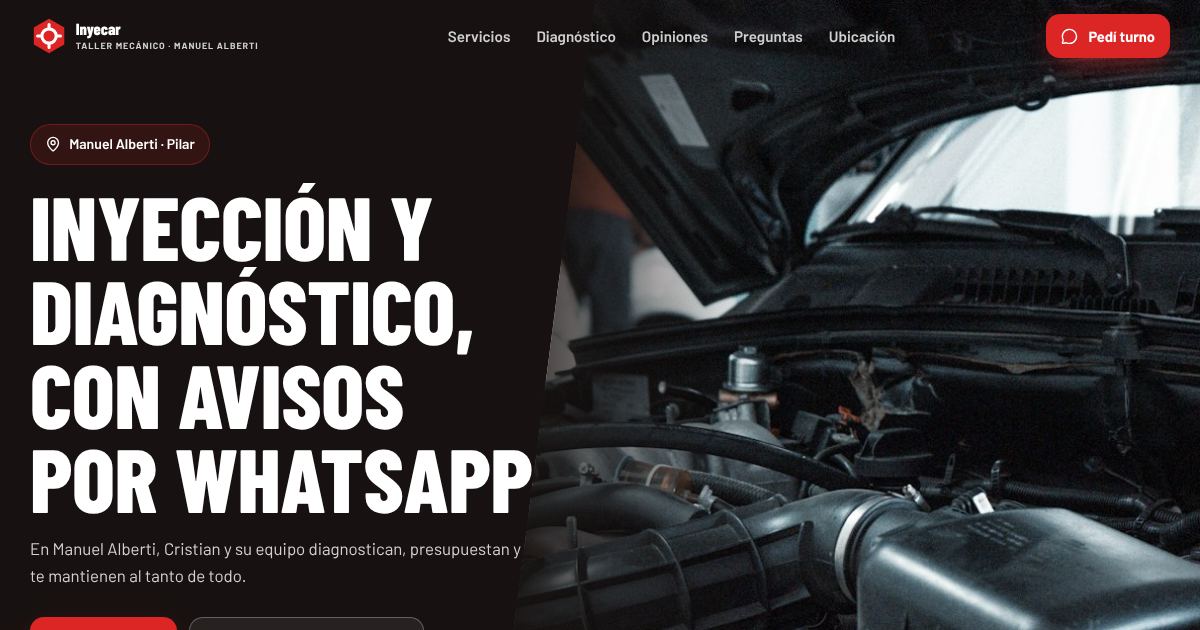 Inyecar
TALLER MECÁNICO · MANUEL ALBERTI
Servicios
Diagnóstico
Opiniones
Preguntas
Ubicación
Pedí turno
Manuel Alberti · Pilar
INYECCIÓN Y
DIAGNÓSTICO,
CON AVISOS
POR WHATSAPP
En Manuel Alberti, Cristian y su equipo diagnostican, presupuestan y
te mantienen al tanto de todo.